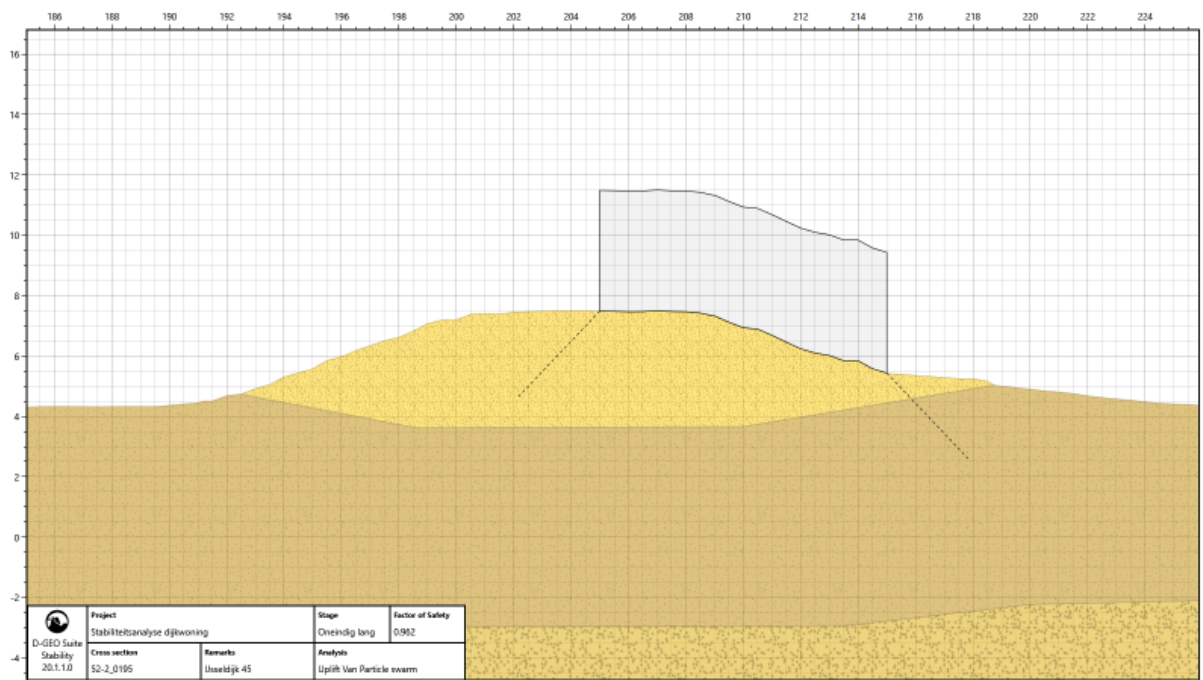 186 188 190 192 194 196 198 200 202 204 206 208 210 212 214 216 218 220 222 224
16
14
12
10
8
6
4
2
0
-2
-4
D-GEO Suite
Stability
20.1.1.0
Project
Stabiliteitsanalyse dijkwoning
Stage
Oneindig lang
Factor of Safety
0.962
Cross section
52-2_0195
Remarks
IJsseldijk 45
Analysis
Uplift Van Particle swarm